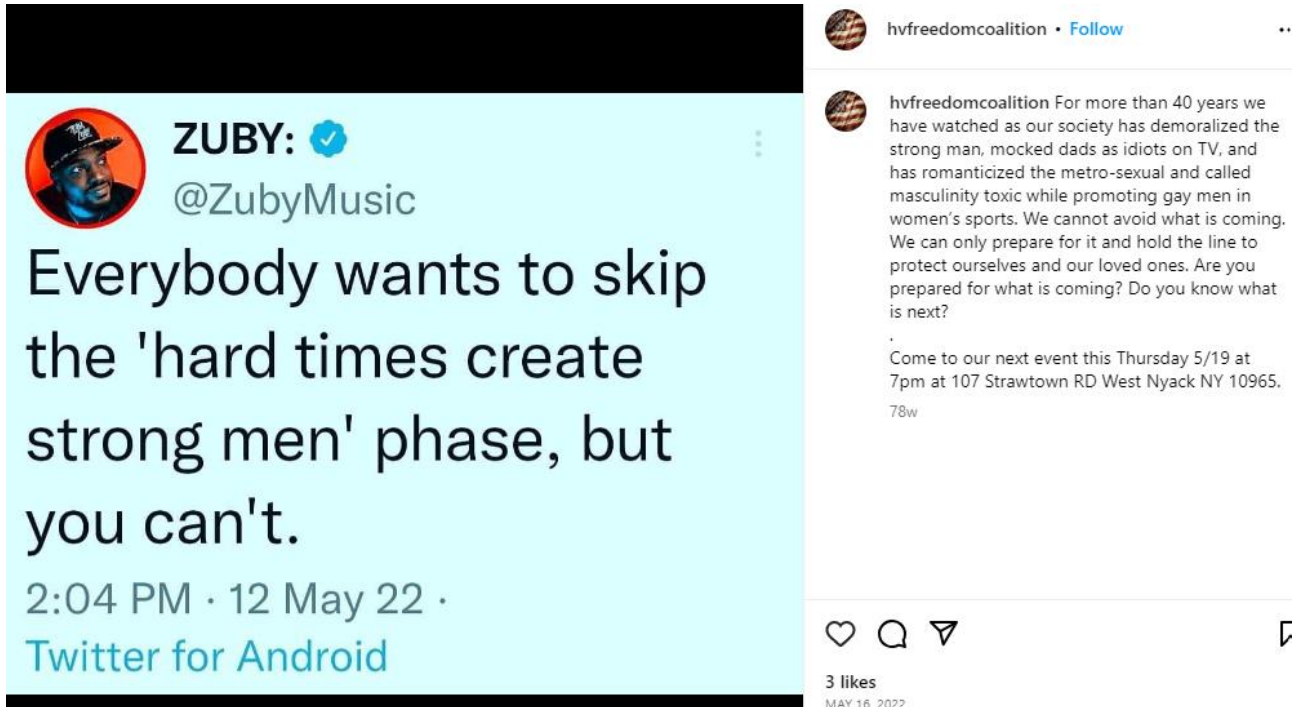 ZUBY:
@ZubyMusic
Everybody wants to skip
the 'hard times create
strong men' phase, but
you can't.
2:04 PM · 12 May 22 ·
Twitter for Android
hvfreedomcoalition • Follow
hvfreedomcoalition For more than 40 years we
have watched as our society has demoralized the
strong man, mocked dads as idiots on TV, and
has romanticized the metro-sexual and called
masculinity toxic while promoting gay men in
women's sports. We cannot avoid what is coming.
We can only prepare for it and hold the line to
protect ourselves and our loved ones. Are you
prepared for what is coming? Do you know what
is next?
.
Come to our next event this Thursday 5/19 at
7pm at 107 Strawtown RD West Nyack NY 10965.
78w
3 likes
MAY 16, 2022